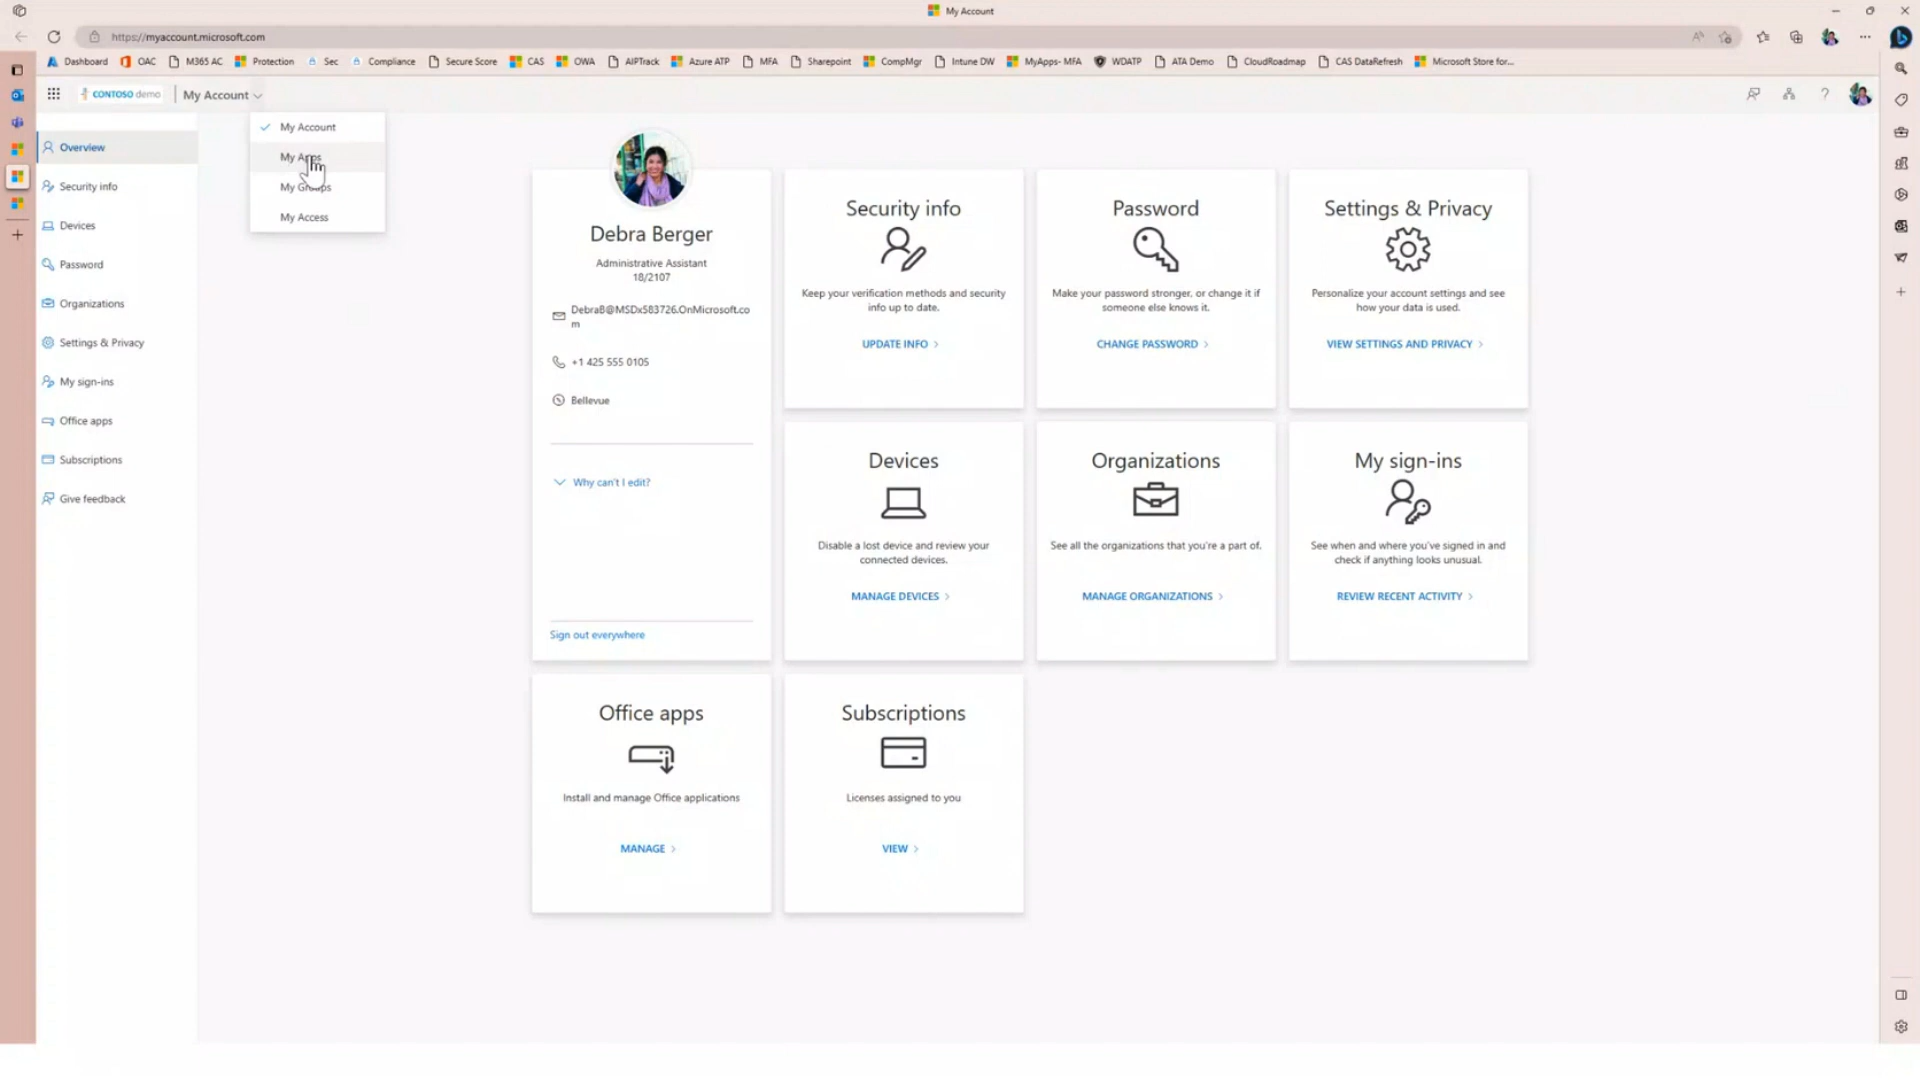 My Account
https://myaccount.microsoft.com
Dashboard
OAC
M365 AC
Protection
Sec
Compliance
Secure Score
CAS
OWA
AIPTrack
Azure ATP
MFA
Sharepoint
CompMgr
Intune DW
MyApps- MFA
WDATP
ATA Demo
CloudRoadmap
CAS DataRefresh
Microsoft Store for...
CONTOSO demo
My Account
My Account
My Apps
My Groups
My Access
Overview
Security info
Devices
Password
Organizations
Settings & Privacy
My sign-ins
Office apps
Subscriptions
Give feedback
Debra Berger
Administrative Assistant
18/2107
DebraB@MSDx583726.OnMicrosoft.co
m
+1 425 555 0105
Bellevue
Why can't I edit?
Sign out everywhere
Security info
Keep your verification methods and security
info up to date.
UPDATE INFO
Password
Make your password stronger, or change it if
someone else knows it.
CHANGE PASSWORD
Settings & Privacy
Personalize your account settings and see
how your data is used.
VIEW SETTINGS AND PRIVACY
Devices
Disable a lost device and review your
connected devices.
MANAGE DEVICES
Organizations
See all the organizations that you're a part of.
MANAGE ORGANIZATIONS
My sign-ins
See when and where you've signed in and
check if anything looks unusual.
REVIEW RECENT ACTIVITY
Office apps
Install and manage Office applications
MANAGE
Subscriptions
Licenses assigned to you
VIEW